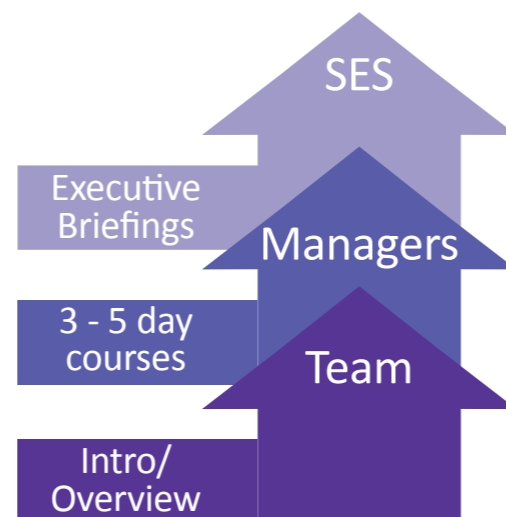 SES
Executive
Briefings
Managers
3 - 5 day
courses
Team
Intro/
Overview